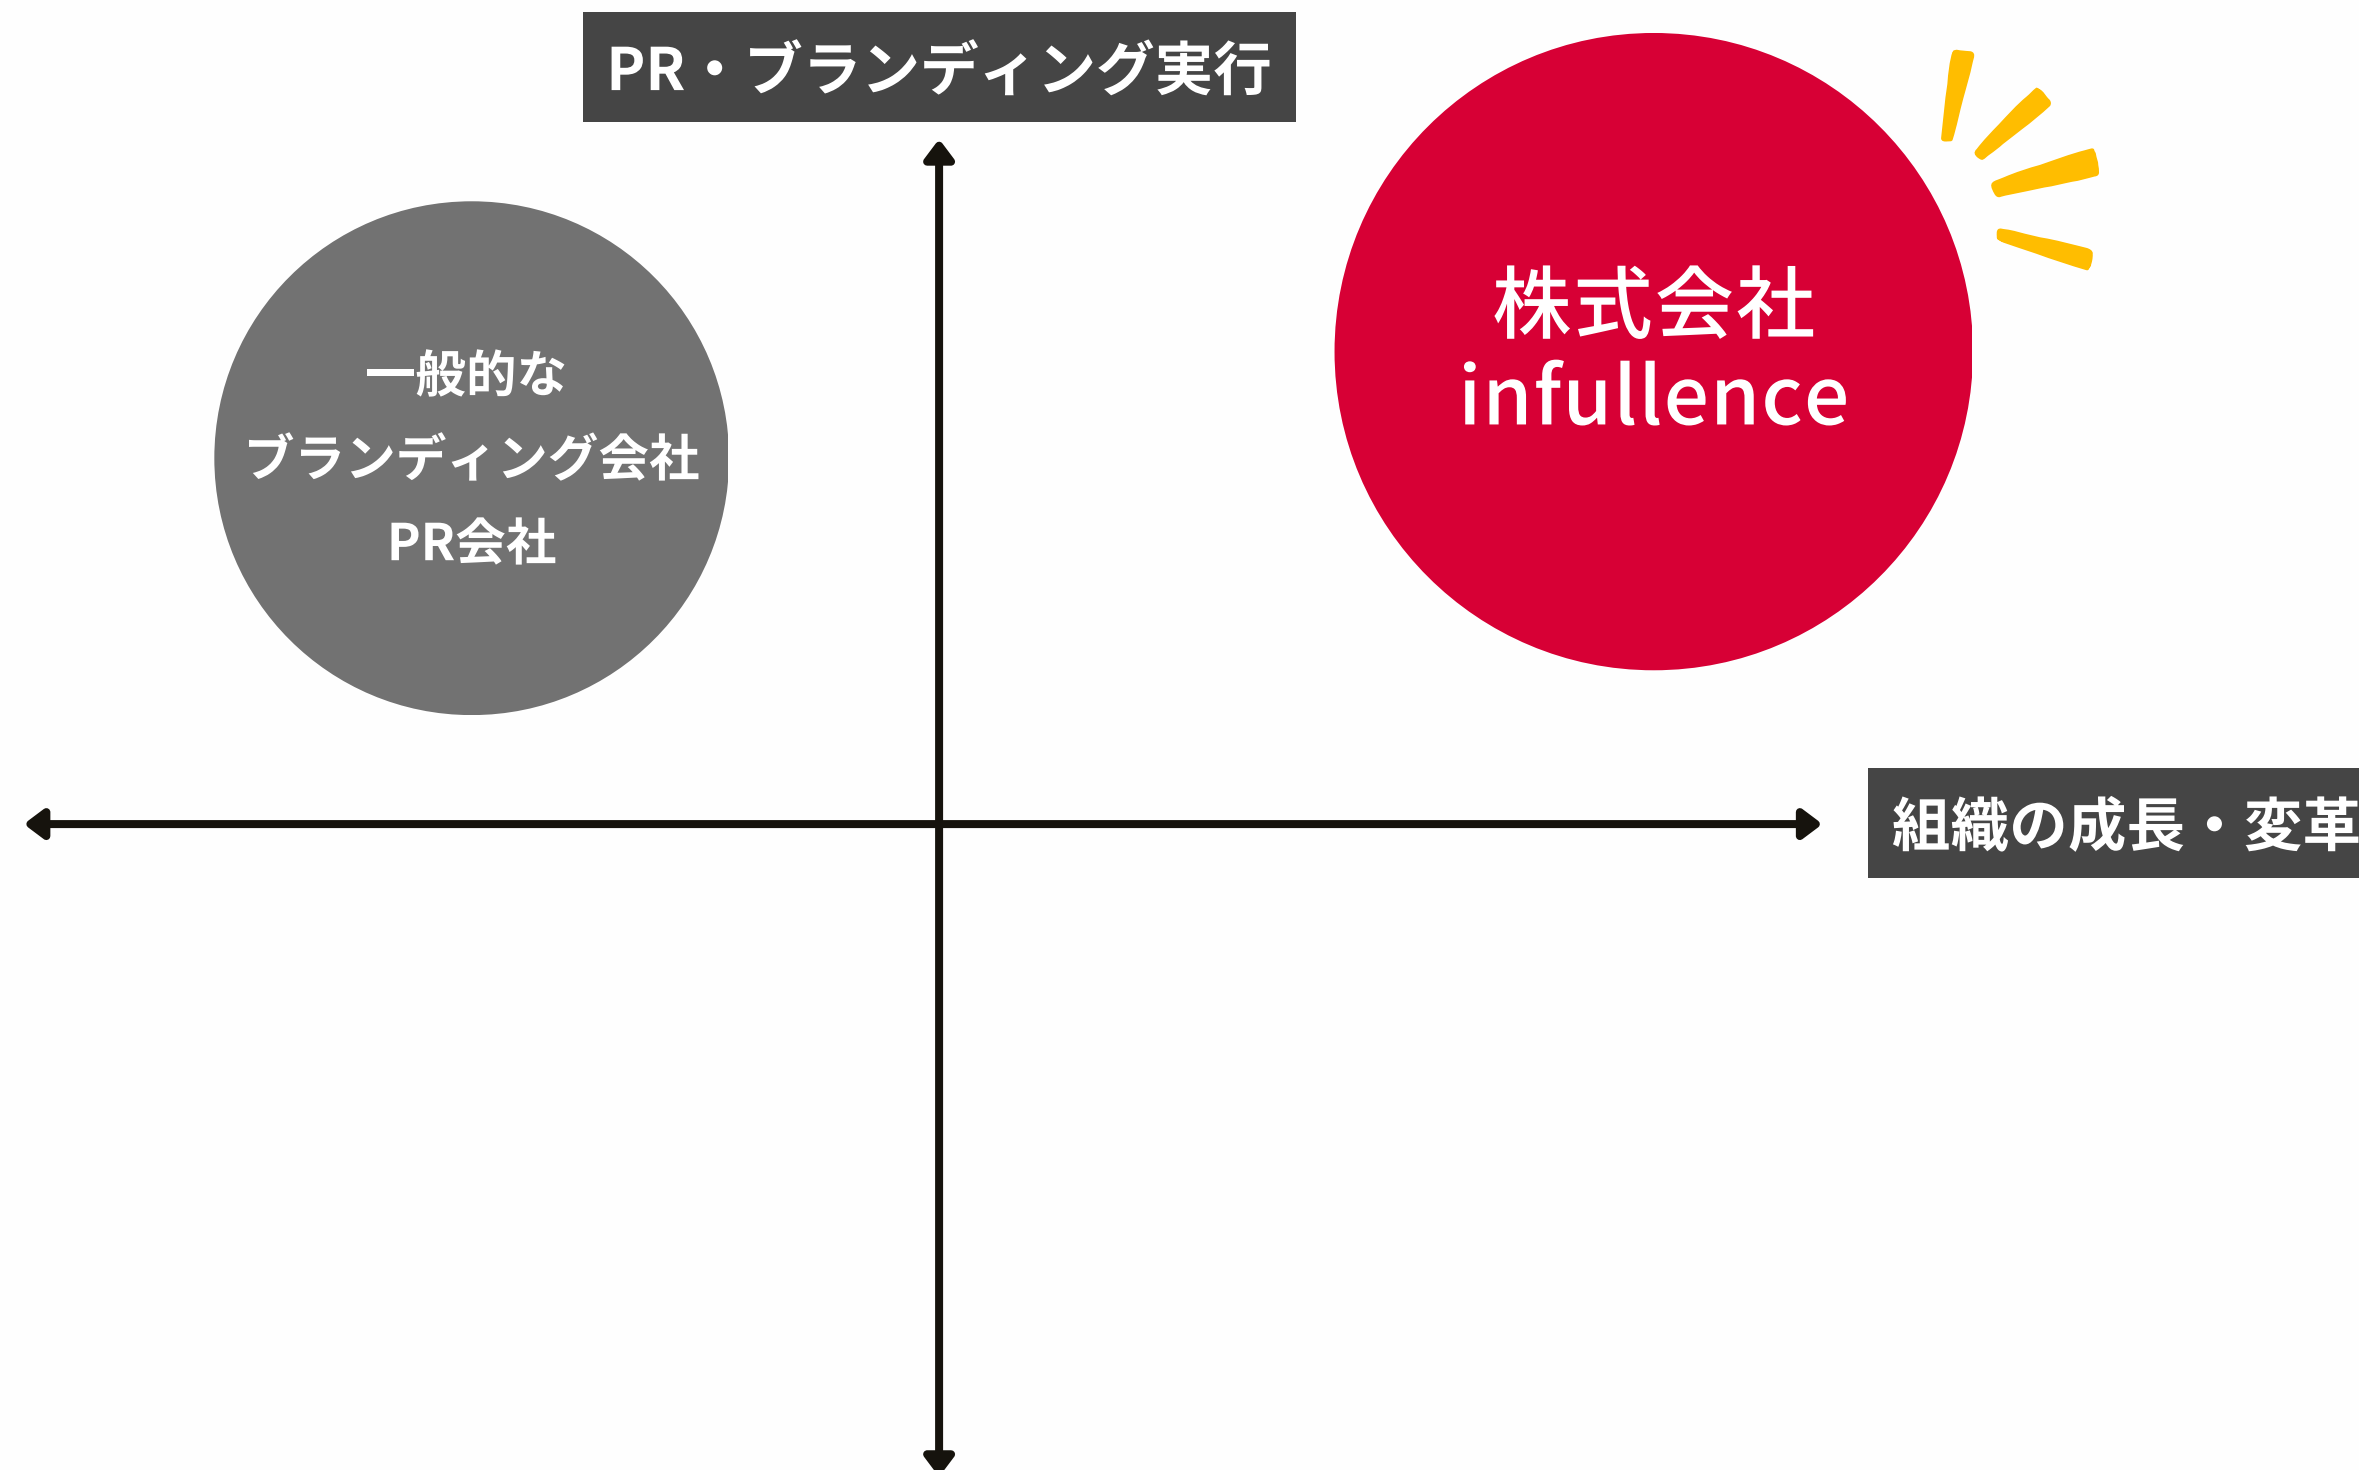 PR・ブランディング実行
株式会社
infullence
一般的な
ブランディング会社
PR会社
組織の成長・変革